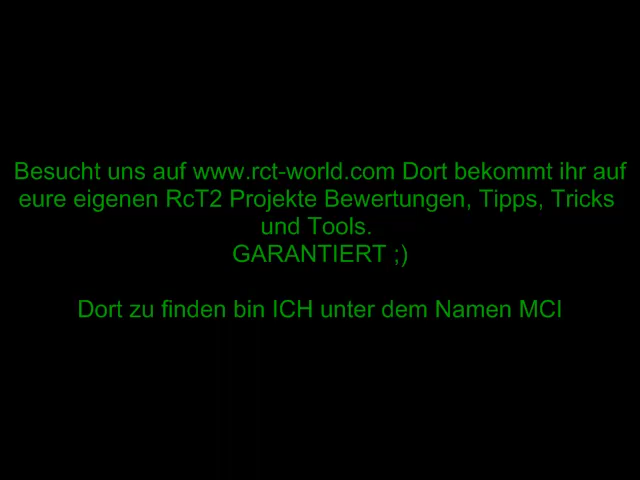 Besucht uns auf www.rct-world.com Dort bekommt ihr auf
eure eigenen RcT2 Projekte Bewertungen, Tipps, Tricks
und Tools.
GARANTIERT ;)
Dort zu finden bin ICH unter dem Namen MCI